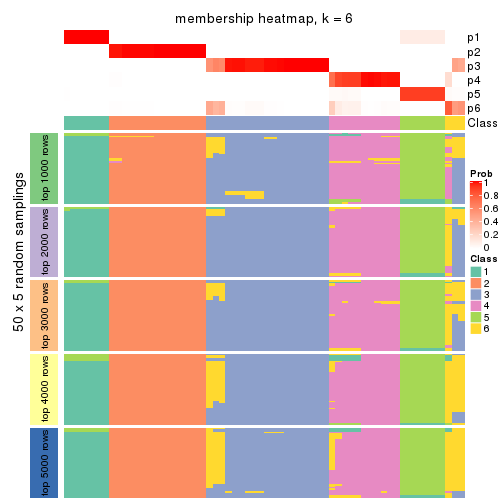 membership heatmap, k = 6
p1
p2
p3
p4
p5
p6
Class
50 x 5 random samplings
top 1000 rows
top 2000 rows
top 3000 rows
top 4000 rows
top 5000 rows
Prob
1
0.8
0.6
0.4
0.2
0
Class
1
2
3
4
5
6